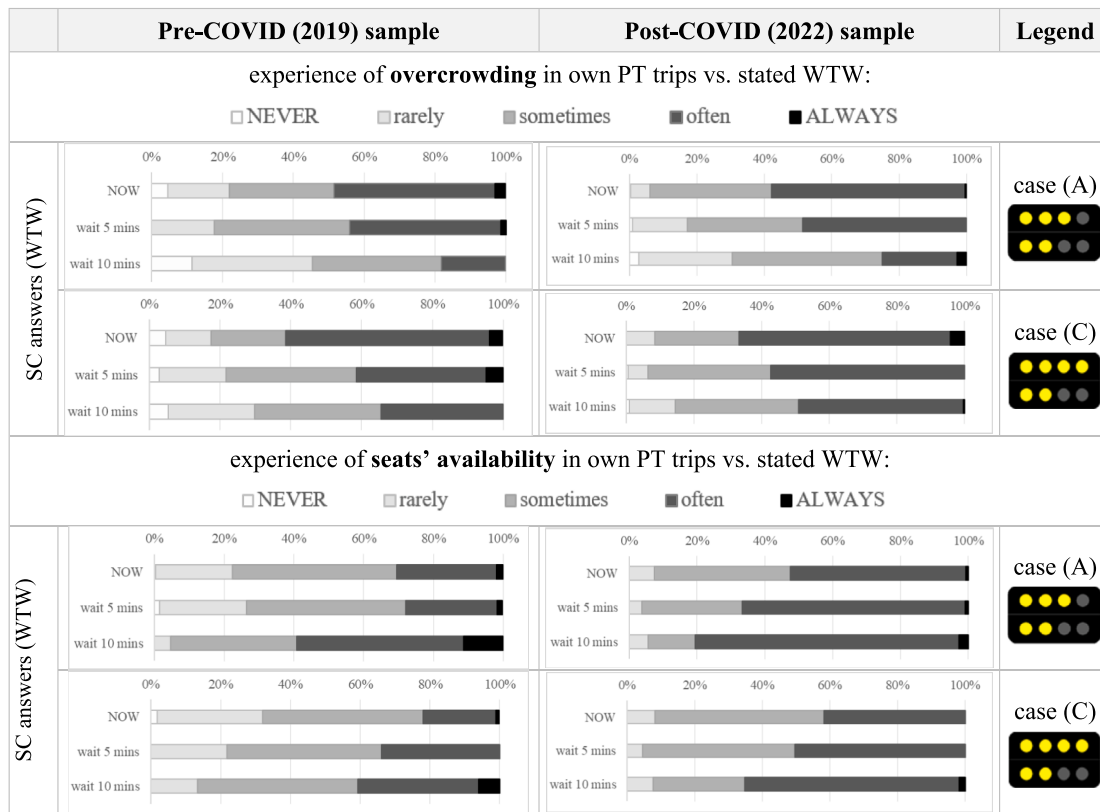 Pre-COVID (2019) sample
Post-COVID (2022) sample
Legend
experience of overcrowding in own PT trips vs. stated WTW:
NEVER rarely sometimes often ALWAYS
SC answers (WTW)
0% 20% 40% 60% 80% 100%
NOW
wait 5 mins
wait 10 mins
0% 20% 40% 60% 80% 100%
NOW
wait 5 mins
wait 10 mins
case (A)
0% 20% 40% 60% 80% 100%
NOW
wait 5 mins
wait 10 mins
0% 20% 40% 60% 80% 100%
NOW
wait 5 mins
wait 10 mins
case (C)
experience of seats’ availability in own PT trips vs. stated WTW:
NEVER rarely sometimes often ALWAYS
SC answers (WTW)
0% 20% 40% 60% 80% 100%
NOW
wait 5 mins
wait 10 mins
0% 20% 40% 60% 80% 100%
NOW
wait 5 mins
wait 10 mins
case (A)
0% 20% 40% 60% 80% 100%
NOW
wait 5 mins
wait 10 mins
0% 20% 40% 60% 80% 100%
NOW
wait 5 mins
wait 10 mins
case (C)